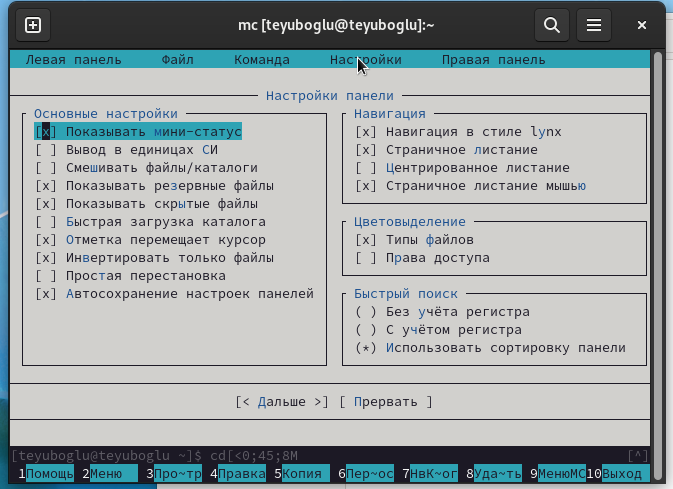 mc [teyuboglu@teyuboglu]:~
Левая панель Файл Команда Настройки Правая панель
Настройки панели
Основные настройки
[x] Показывать мини-статус
[ ] Вывод в единицах СИ
[ ] Смешивать файлы/каталоги
[x] Показывать резервные файлы
[x] Показывать скрытые файлы
[ ] Быстрая загрузка каталога
[x] Отметка перемещает курсор
[x] Инвертировать только файлы
[ ] Простая перестановка
[x] Автосохранение настроек панелей
Навигация
[x] Навигация в стиле lynx
[x] Страничное листание
[ ] Центрированное листание
[x] Страничное листание мышью
Цветовыделение
[x] Типы файлов
[ ] Права доступа
Быстрый поиск
( ) Без учёта регистра
( ) С учётом регистра
(*) Использовать сортировку панели
[< Дальше >] [ Прервать ]
[teyuboglu@teyuboglu ~]$ cd[<0;45;8M [^]
1Помощь 2Меню 3Про~тр 4Правка 5Копия 6Пер~ос 7НвК~ог 8Уда~ть 9МенюMC 10Выход